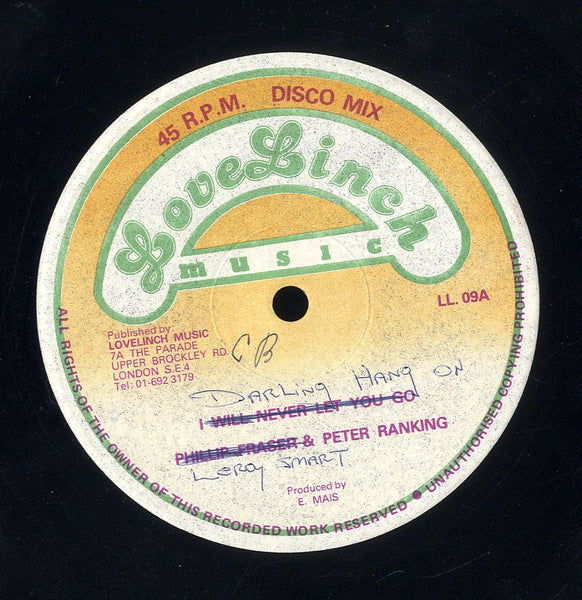 45 R.P.M. DISCO MIX
LoveLinch
music
LL. 09A
Published by:
LOVELINCH MUSIC
7A THE PARADE
UPPER BROCKLEY RD.
LONDON S.E.4
Tel: 01-692 3179
CB
DARLING HANG ON
I WILL NEVER LET YOU GO
PHILLIP FRASER & PETER RANKING
Leroy SMART
Produced by
E. MAIS
ALL RIGHTS OF THE OWNER OF THIS RECORDED WORK RESERVED ● UNAUTHORISED COPYING PROHIBITED